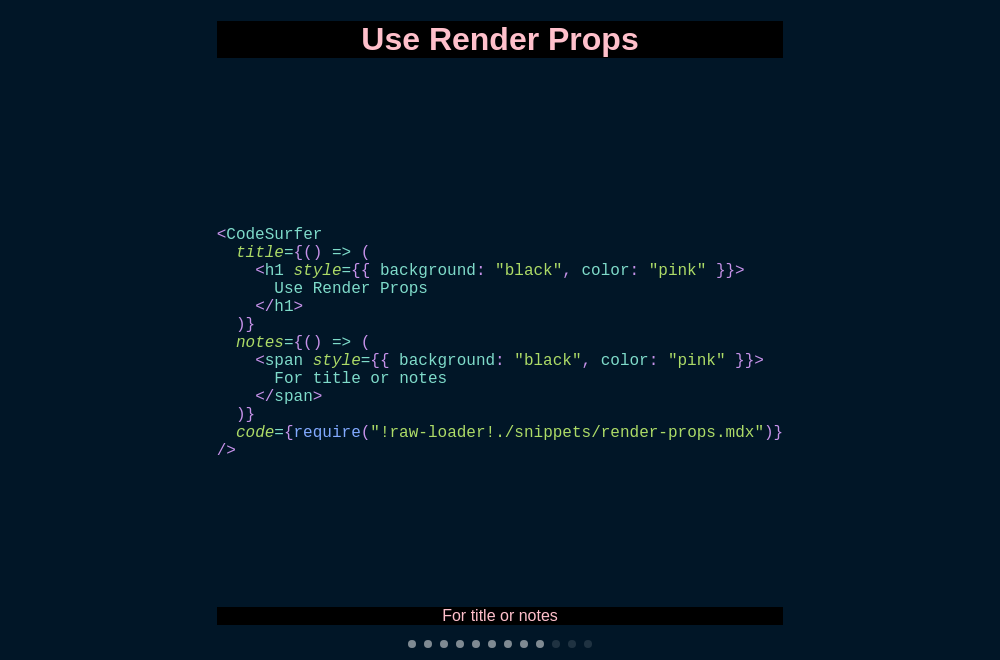 Use Render Props
<CodeSurfer
  title={() => (
    <h1 style={{ background: "black", color: "pink" }}>
      Use Render Props
    </h1>
  )}
  notes={() => (
    <span style={{ background: "black", color: "pink" }}>
      For title or notes
    </span>
  )}
  code={require("!raw-loader!./snippets/render-props.mdx")}
/>
For title or notes